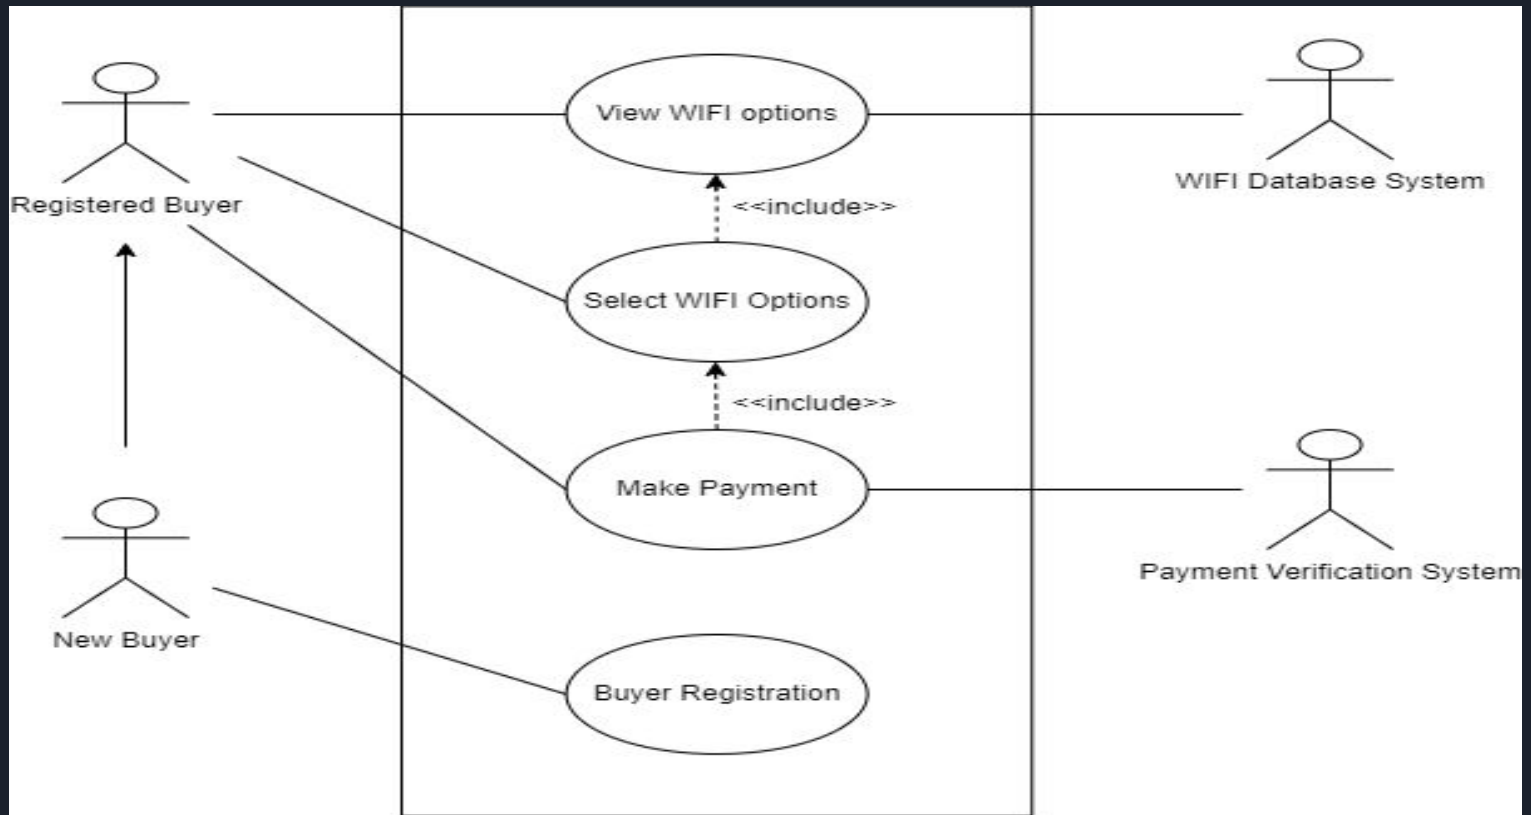 View WIFI options
WIFI Database System
Registered Buyer
<<include>>
Select WIFI Options
<<include>>
Make Payment
Payment Verification System
New Buyer
Buyer Registration